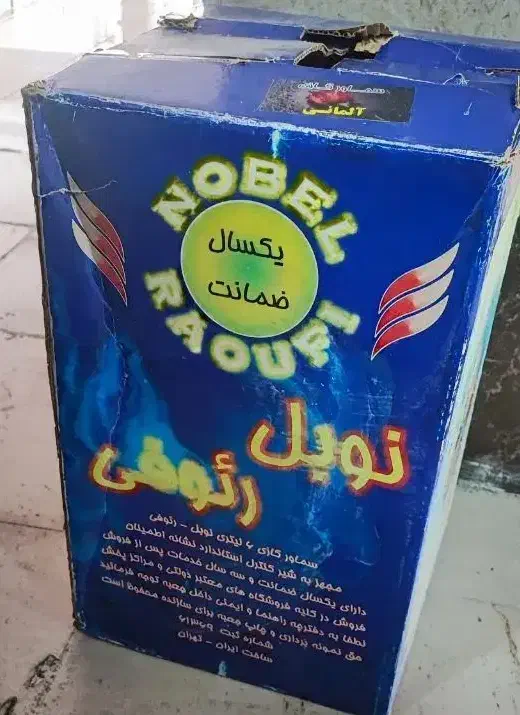 سماور گازی
آلمانی
NOBEL
یکسال
ضمانت
RAOUFI
نوبل
رئوفی
سماور گازی ۶ لیتری نوبل - رئوفی
مجهز به شیر کنترل استاندارد نشانه اطمینان
دارای یکسال ضمانت و سه سال خدمات پس از فروش
فروش در کلیه فروشگاه های معتبر دولتی و مراکز پخش
لطفا به دفترچه راهنما و ایمنی داخل جعبه توجه فرمائید
حق نمونه برداری و چاپ جعبه برای سازنده محفوظ است
شماره ثبت
ساخت ایران - تهران